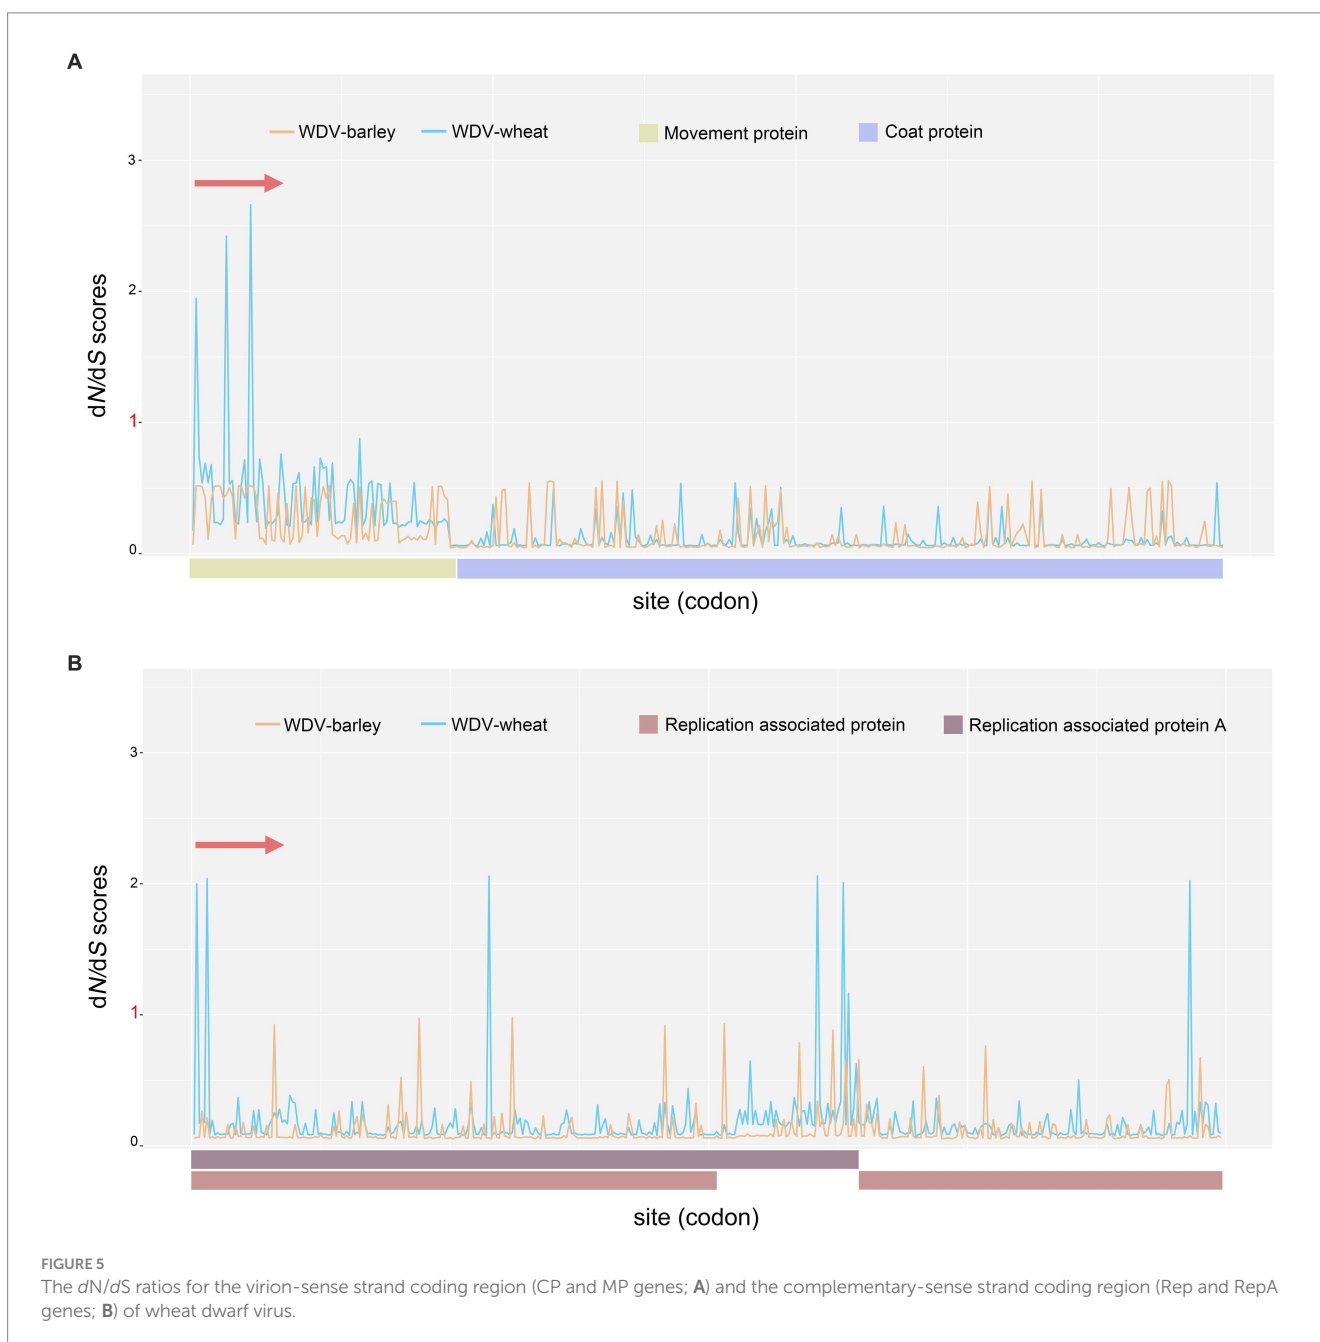 A
WDV-barley WDV-wheat Movement protein Coat protein
3
2
1
0
dN/dS scores
site (codon)
B
WDV-barley WDV-wheat Replication associated protein Replication associated protein A
3
2
1
0
dN/dS scores
site (codon)
FIGURE 5
The dN/dS ratios for the virion-sense strand coding region (CP and MP genes; A) and the complementary-sense strand coding region (Rep and RepA
genes; B) of wheat dwarf virus.